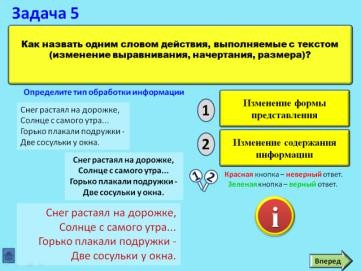 Задача 5
Как назвать одним словом действия, выполняемые с текстом
(изменение выравнивания, начертания, размера)?
Определите тип обработки информации
Снег растаял на дорожке,
Солнце с самого утра...
Горько плакали подружки -
Две сосульки у окна.
Снег растаял на дорожке,
Солнце с самого утра...
Горько плакали подружки -
Две сосульки у окна.
Снег растаял на дорожке,
Солнце с самого утра...
Горько плакали подружки -
Две сосульки у окна.
1
Изменение формы
представления
2
Изменение содержания
информации
1 2
Красная кнопка – неверный ответ.
Зеленая кнопка – верный ответ.
i
Вперед